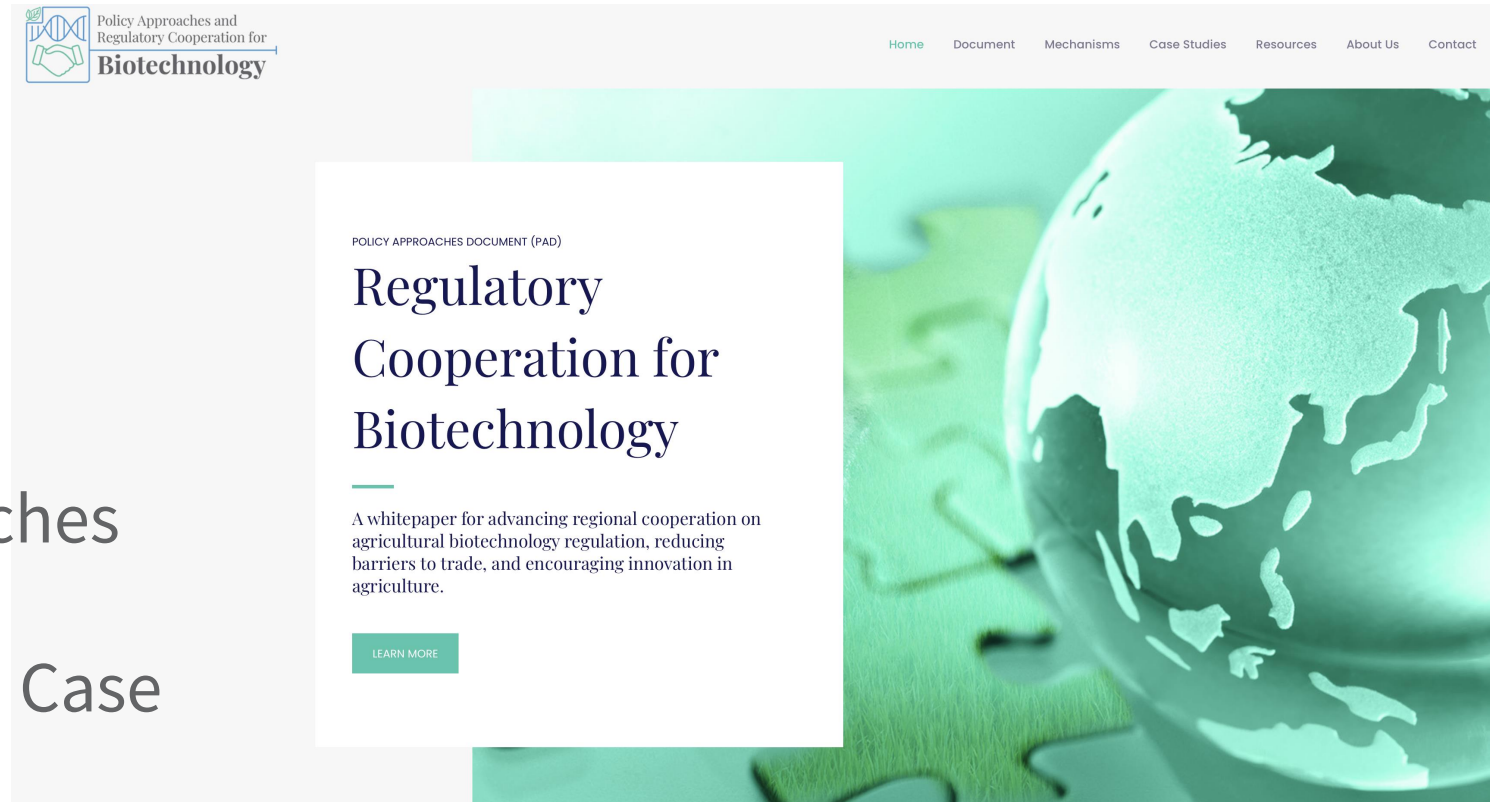 Policy Approaches and
Regulatory Cooperation for
Biotechnology
Home Document Mechanisms Case Studies Resources About Us Contact
POLICY APPROACHES DOCUMENT (PAD)
Regulatory
Cooperation for
Biotechnology
A whitepaper for advancing regional cooperation on
agricultural biotechnology regulation, reducing
barriers to trade, and encouraging innovation in
agriculture.
LEARN MORE
ches
Case